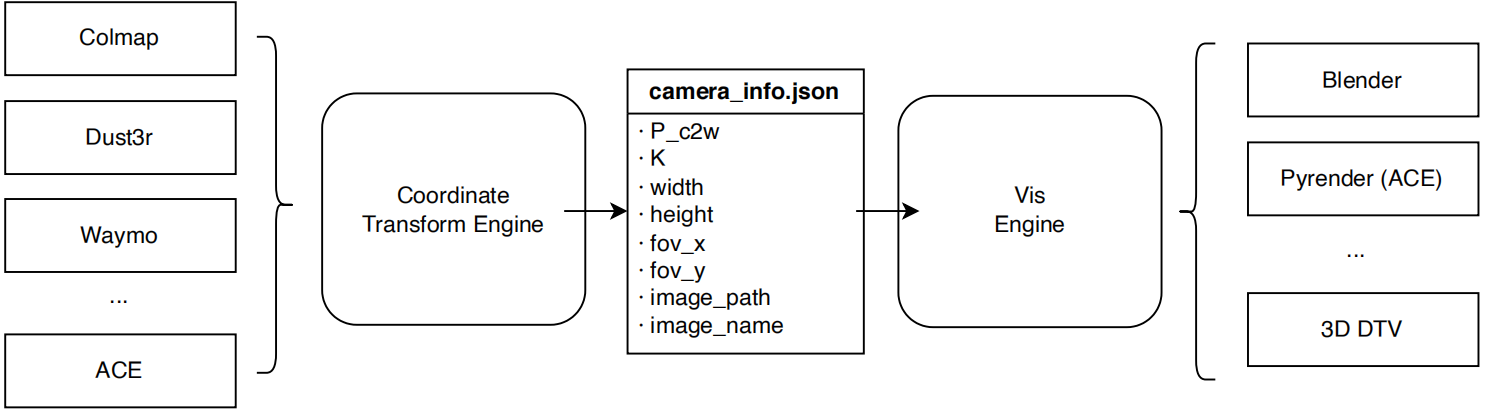 Colmap
Dust3r
Waymo
...
ACE
Coordinate
Transform Engine
camera_info.json
· P_c2w
· K
· width
· height
· fov_x
· fov_y
· image_path
· image_name
Vis
Engine
Blender
Pyrender (ACE)
...
3D DTV